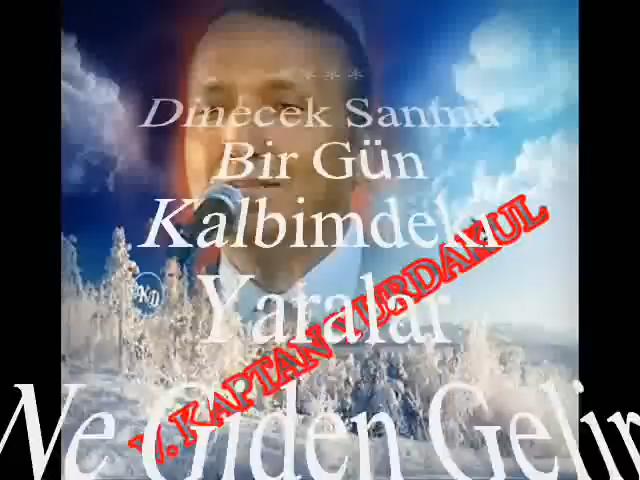 ***
Dinecek Sanma
Bir Gün
Kalbimdeki
Yaralar
Ne Giden Gelir
V. KAPTAN YURDAKUL